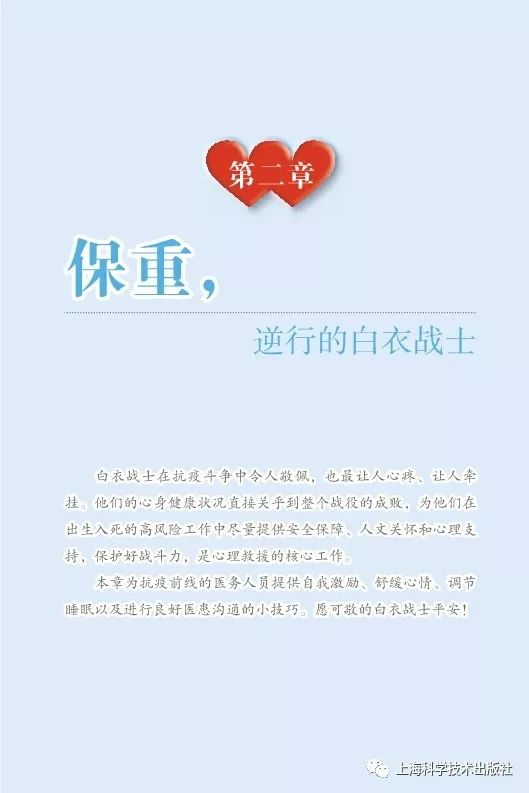 第二章
保重，
逆行的白衣战士
白衣战士在抗疫斗争中令人敬佩，也最让人心疼、让人牵
挂。他们的心身健康状况直接关乎到整个战役的成败，为他们在
出生入死的高风险工作中尽量提供安全保障、人文关怀和心理支
持，保护好战斗力，是心理救援的核心工作。
本章为抗疫前线的医务人员提供自我激励、舒缓心情、调节
睡眠以及进行良好医患沟通的小技巧。愿可敬的白衣战士平安！
上海科学技术出版社